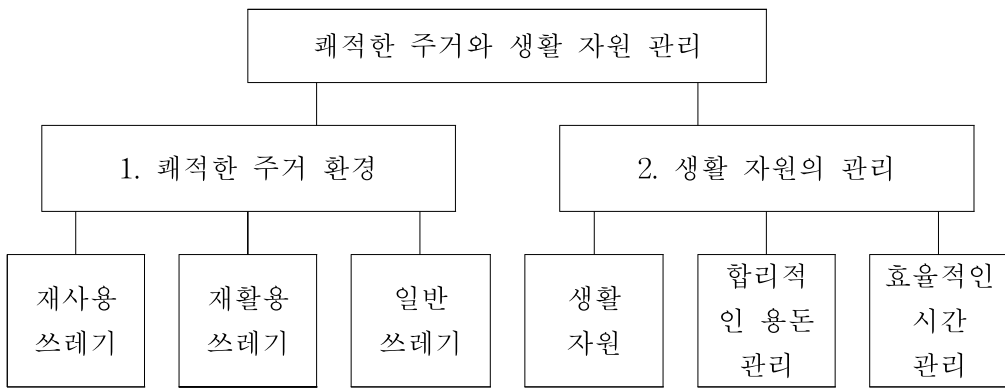 쾌적한 주거와 생활 자원 관리
1. 쾌적한 주거 환경
2. 생활 자원의 관리
재사용
쓰레기
재활용
쓰레기
일반
쓰레기
생활
자원
합리적
인 용돈
관리
효율적인
시간
관리